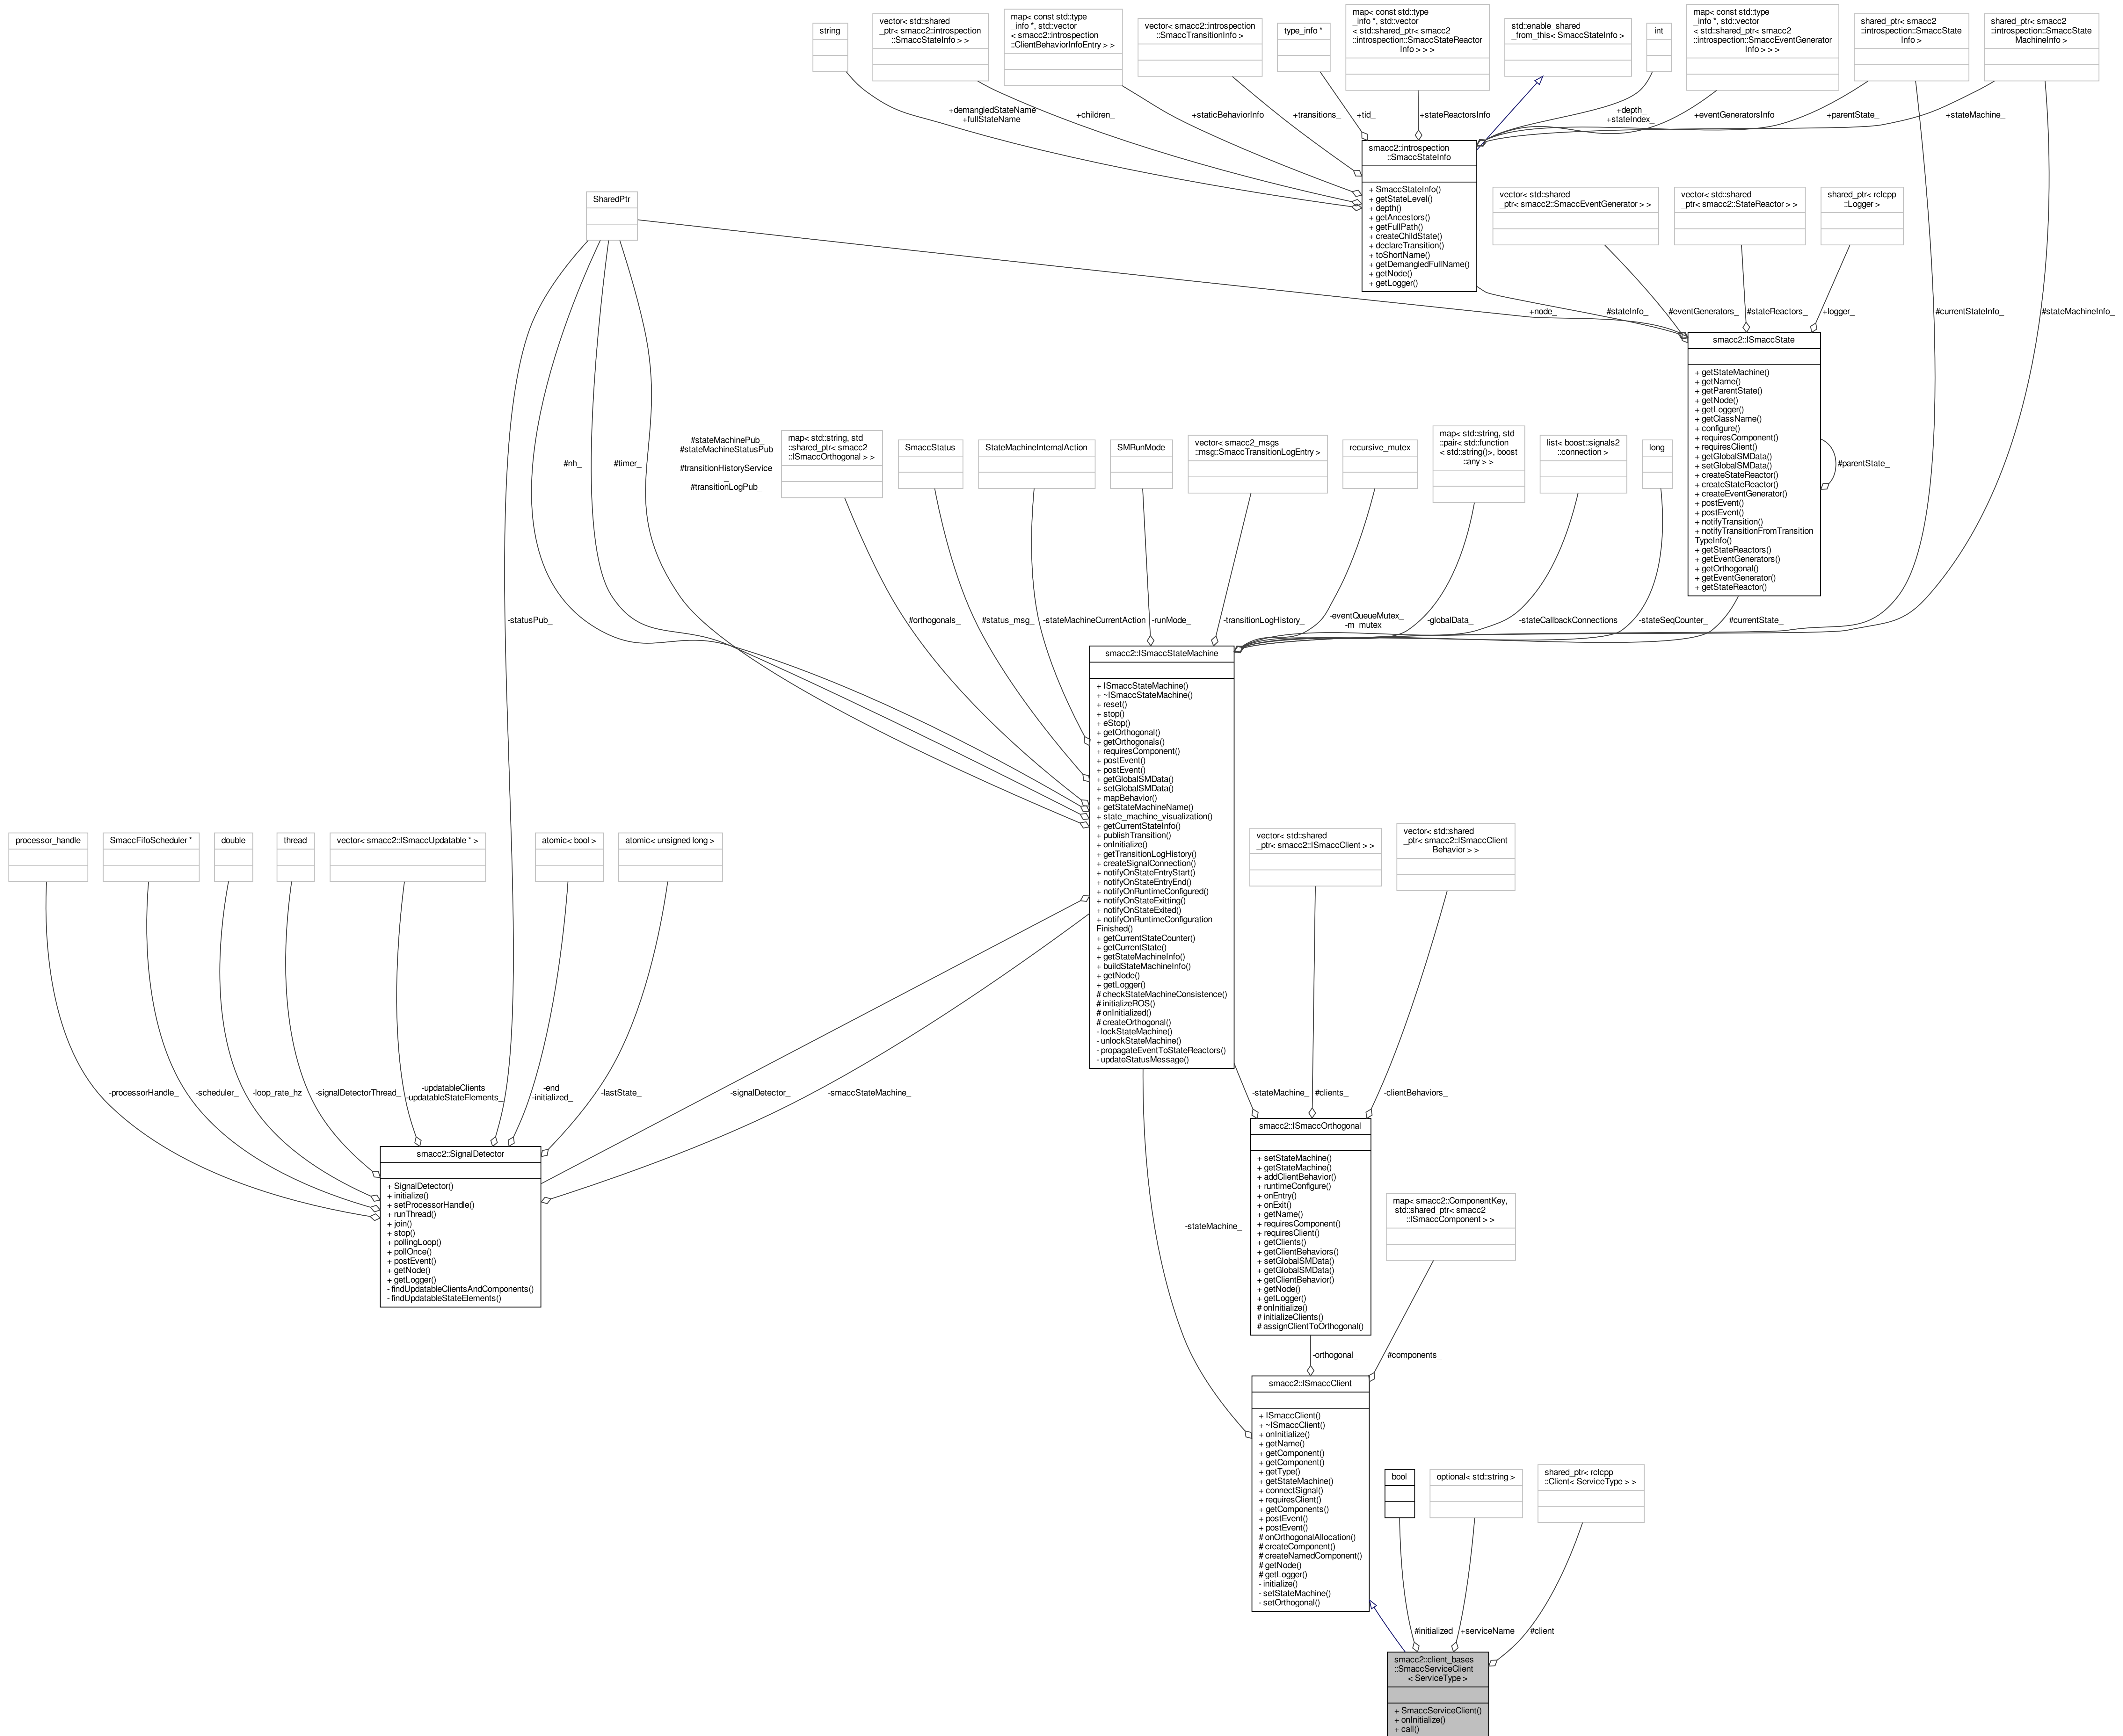 string
vector< std::shared
_ptr< smacc2::introspection
::SmaccStateInfo > >
map< const std::type
_info *, std::vector
< smacc2::introspection
::ClientBehaviorInfoEntry > >
vector< smacc2::introspection
::SmaccTransitionInfo >
type_info *
map< const std::type
_info *, std::vector
< std::shared_ptr< smacc2
::introspection::SmaccStateReactor
Info > > >
std::enable_shared
_from_this< SmaccStateInfo >
int
map< const std::type
_info *, std::vector
< std::shared_ptr< smacc2
::introspection::SmaccEventGenerator
Info > > >
shared_ptr< smacc2
::introspection::SmaccState
Info >
shared_ptr< smacc2
::introspection::SmaccState
MachineInfo >
+demangledStateName
+fullStateName
+children_
+staticBehaviorInfo
+transitions_
+tid_
+stateReactorsInfo
+depth_
+stateIndex_
+eventGeneratorsInfo
+parentState_
+stateMachine_
smacc2::introspection
::SmaccStateInfo
+ SmaccStateInfo()
+ getStateLevel()
+ depth()
+ getAncestors()
+ getFullPath()
+ createChildState()
+ declareTransition()
+ toShortName()
+ getDemangledFullName()
+ getNode()
+ getLogger()
SharedPtr
vector< std::shared
_ptr< smacc2::SmaccEventGenerator > >
vector< std::shared
_ptr< smacc2::StateReactor > >
shared_ptr< rclcpp
::Logger >
+node_
#stateInfo_
#eventGenerators_
#stateReactors_
+logger_
#currentStateInfo_
#stateMachineInfo_
smacc2::ISmaccState
+ getStateMachine()
+ getName()
+ getParentState()
+ getNode()
+ getLogger()
+ getClassName()
+ configure()
+ requiresComponent()
+ requiresClient()
+ getGlobalSMData()
+ setGlobalSMData()
+ createStateReactor()
+ createStateReactor()
+ createEventGenerator()
+ postEvent()
+ postEvent()
+ notifyTransition()
+ notifyTransitionFromTransition
TypeInfo()
+ getStateReactors()
+ getEventGenerators()
+ getOrthogonal()
+ getEventGenerator()
+ getStateReactor()
#parentState_
#nh_
#timer_
#stateMachinePub_
#stateMachineStatusPub
_
#transitionHistoryService
_
#transitionLogPub_
map< std::string, std
::shared_ptr< smacc2
::ISmaccOrthogonal > >
SmaccStatus
StateMachineInternalAction
SMRunMode
vector< smacc2_msgs
::msg::SmaccTransitionLogEntry >
recursive_mutex
map< std::string, std
::pair< std::function
< std::string()>, boost
::any > >
list< boost::signals2
::connection >
long
-statusPub_
#orthogonals_
#status_msg_
-stateMachineCurrentAction
-runMode_
-transitionLogHistory_
-eventQueueMutex_
-m_mutex_
-globalData_
-stateCallbackConnections
-stateSeqCounter_
#currentState_
smacc2::ISmaccStateMachine
+ ISmaccStateMachine()
+ ~ISmaccStateMachine()
+ reset()
+ stop()
+ eStop()
+ getOrthogonal()
+ getOrthogonals()
+ requiresComponent()
+ postEvent()
+ postEvent()
+ getGlobalSMData()
+ setGlobalSMData()
+ mapBehavior()
+ getStateMachineName()
+ state_machine_visualization()
+ getCurrentStateInfo()
+ publishTransition()
+ onInitialize()
+ getTransitionLogHistory()
+ createSignalConnection()
+ notifyOnStateEntryStart()
+ notifyOnStateEntryEnd()
+ notifyOnRuntimeConfigured()
+ notifyOnStateExitting()
+ notifyOnStateExited()
+ notifyOnRuntimeConfiguration
Finished()
+ getCurrentStateCounter()
+ getCurrentState()
+ getStateMachineInfo()
+ buildStateMachineInfo()
+ getNode()
+ getLogger()
# checkStateMachineConsistence()
# initializeROS()
# onInitialized()
# createOrthogonal()
- lockStateMachine()
- unlockStateMachine()
- propagateEventToStateReactors()
- updateStatusMessage()
processor_handle
SmaccFifoScheduler *
double
thread
vector< smacc2::ISmaccUpdatable * >
atomic< bool >
atomic< unsigned long >
vector< std::shared
_ptr< smacc2::ISmaccClient > >
vector< std::shared
_ptr< smacc2::ISmaccClient
Behavior > >
-processorHandle_
-scheduler_
-loop_rate_hz
-signalDetectorThread_
-updatableClients_
-updatableStateElements_
-end_
-initialized_
-lastState_
-signalDetector_
-smaccStateMachine_
-stateMachine_
#clients_
-clientBehaviors_
smacc2::SignalDetector
+ SignalDetector()
+ initialize()
+ setProcessorHandle()
+ runThread()
+ join()
+ stop()
+ pollingLoop()
+ pollOnce()
+ postEvent()
+ getNode()
+ getLogger()
- findUpdatableClientsAndComponents()
- findUpdatableStateElements()
smacc2::ISmaccOrthogonal
+ setStateMachine()
+ getStateMachine()
+ addClientBehavior()
+ runtimeConfigure()
+ onEntry()
+ onExit()
+ getName()
+ requiresComponent()
+ requiresClient()
+ getClients()
+ getClientBehaviors()
+ setGlobalSMData()
+ getGlobalSMData()
+ getClientBehavior()
+ getNode()
+ getLogger()
# onInitialize()
# initializeClients()
# assignClientToOrthogonal()
map< smacc2::ComponentKey,
std::shared_ptr< smacc2
::ISmaccComponent > >
-stateMachine_
-orthogonal_
#components_
smacc2::ISmaccClient
+ ISmaccClient()
+ ~ISmaccClient()
+ onInitialize()
+ getName()
+ getComponent()
+ getComponent()
+ getType()
+ getStateMachine()
+ connectSignal()
+ requiresClient()
+ getComponents()
+ postEvent()
+ postEvent()
# onOrthogonalAllocation()
# createComponent()
# createNamedComponent()
# getNode()
# getLogger()
- initialize()
- setStateMachine()
- setOrthogonal()
bool
optional< std::string >
shared_ptr< rclcpp
::Client< ServiceType > >
#initialized_
+serviceName_
#client_
smacc2::client_bases
::SmaccServiceClient
< ServiceType >
+ SmaccServiceClient()
+ onInitialize()
+ call()